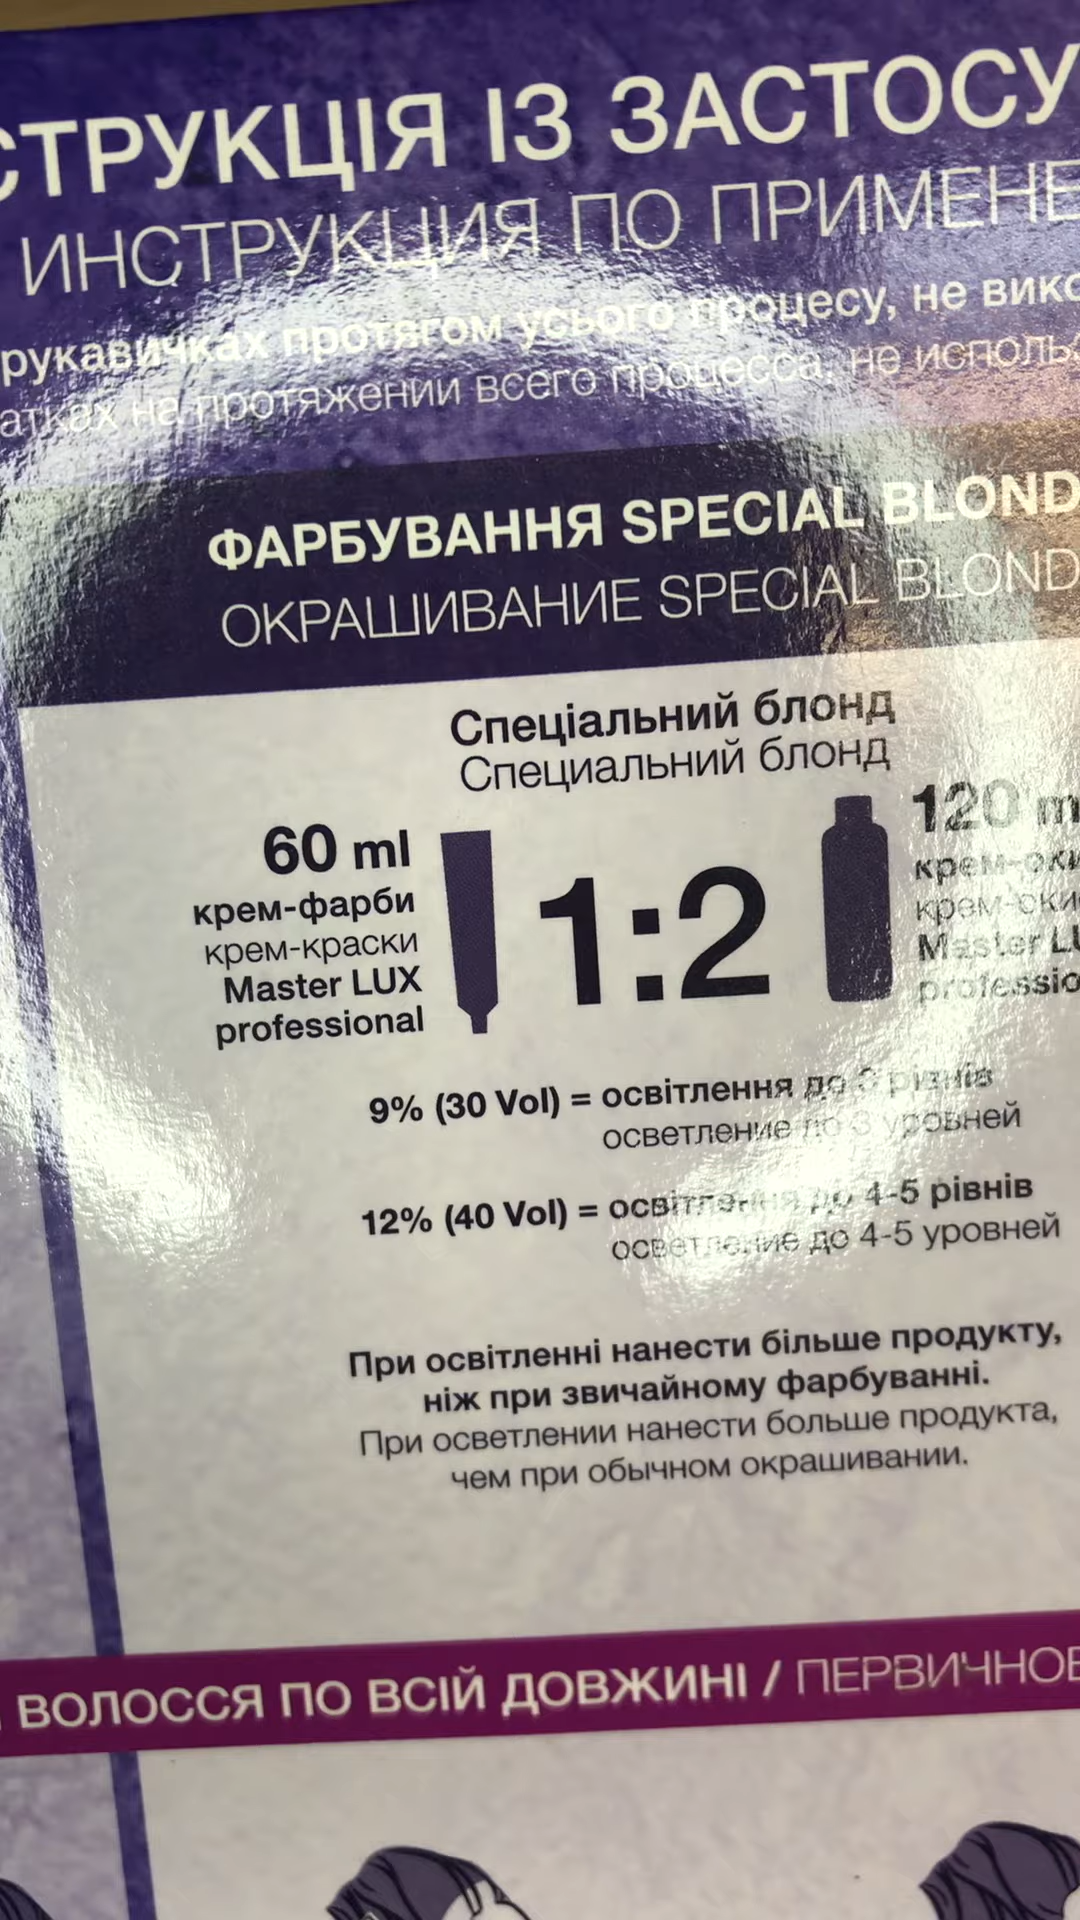 СТРУКЦІЯ ІЗ ЗАСТОСУ
ИНСТРУКЦИЯ ПО ПРИМЕНЕ
рукавичках протягом усього процесу, не вико
атках на протяжении всего процесса, не использ
ФАРБУВАННЯ SPECIAL BLOND
ОКРАШИВАНИЕ SPECIAL BLOND
Спеціальний блонд
Специальний блонд
60 ml
крем-фарби
крем-краски
Master LUX
professional
1:2
120 m
крем-оки
крем-оки
Master LU
professio
9% (30 Vol) = освітлення до 3 рівнів
осветление до 3 уровней
12% (40 Vol) = освітлення до 4-5 рівнів
осветление до 4-5 уровней
При освітленні нанести більше продукту,
ніж при звичайному фарбуванні.
При осветлении нанести больше продукта,
чем при обычном окрашивании.
ВОЛОССЯ ПО ВСІЙ ДОВЖИНІ / ПЕРВИЧНОЕ